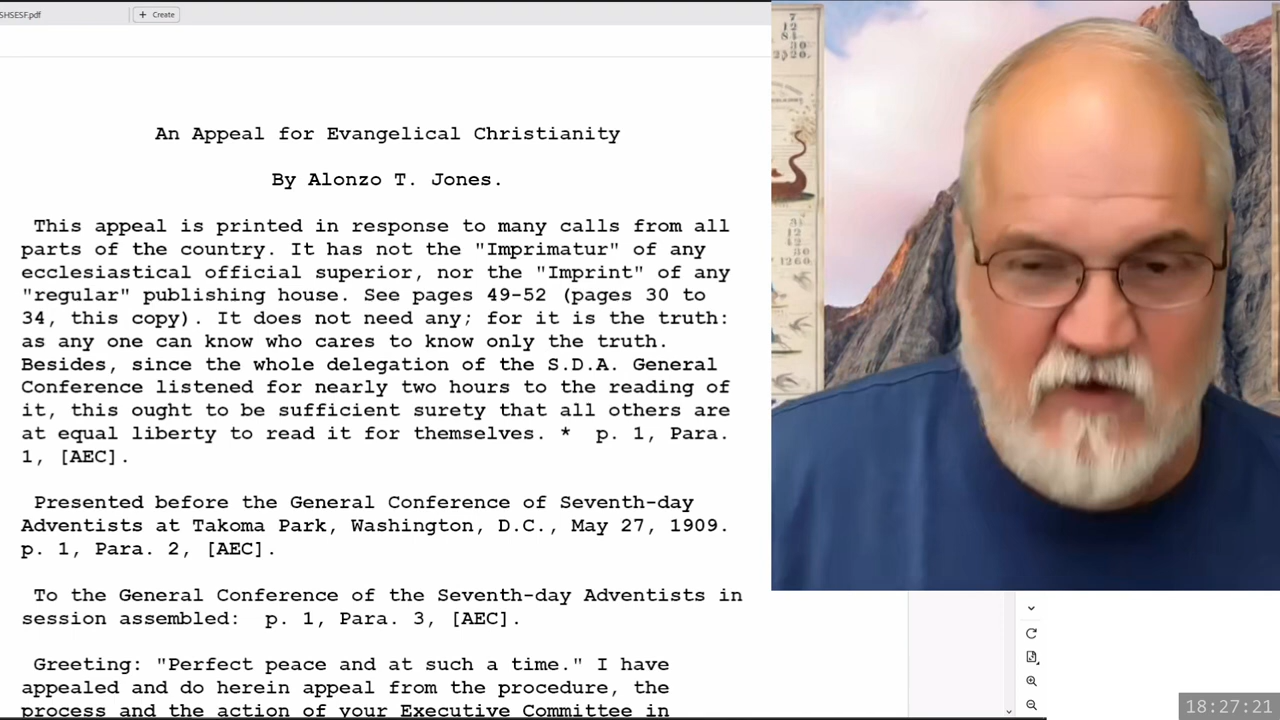 SHSESF.pdf
+ Create
An Appeal for Evangelical Christianity
By Alonzo T. Jones.
This appeal is printed in response to many calls from all
parts of the country. It has not the "Imprimatur" of any
ecclesiastical official superior, nor the "Imprint" of any
"regular" publishing house. See pages 49-52 (pages 30 to
34, this copy). It does not need any; for it is the truth:
as any one can know who cares to know only the truth.
Besides, since the whole delegation of the S.D.A. General
Conference listened for nearly two hours to the reading of
it, this ought to be sufficient surety that all others are
at equal liberty to read it for themselves. * p. 1, Para.
1, [AEC].
Presented before the General Conference of Seventh-day
Adventists at Takoma Park, Washington, D.C., May 27, 1909.
p. 1, Para. 2, [AEC].
To the General Conference of the Seventh-day Adventists in
session assembled: p. 1, Para. 3, [AEC].
Greeting: "Perfect peace and at such a time." I have
appealed and do herein appeal from the procedure, the
process and the action of your Executive Committee in
7
12
30
2520
1260
18:27:21